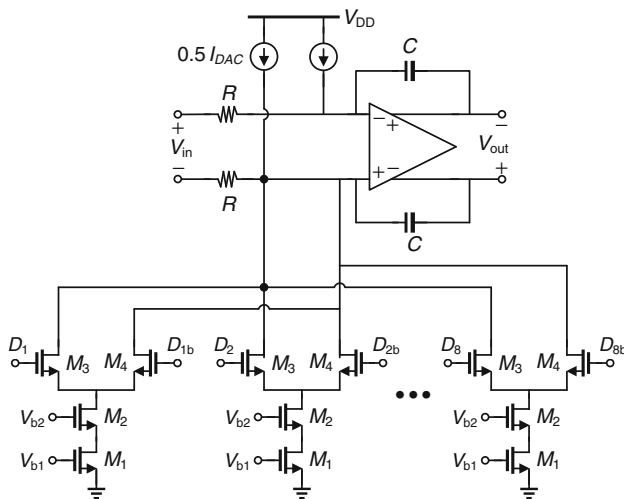 V_DD
0.5 I_DAC
C
R
+
− +
−
V_in
V_out
−
+ −
+
R
C
D_1
M_3
M_4
D_1b
D_2
M_3
M_4
D_2b
D_8
M_3
M_4
D_8b
V_b2
M_2
V_b2
M_2
V_b2
M_2
V_b1
M_1
V_b1
M_1
V_b1
M_1